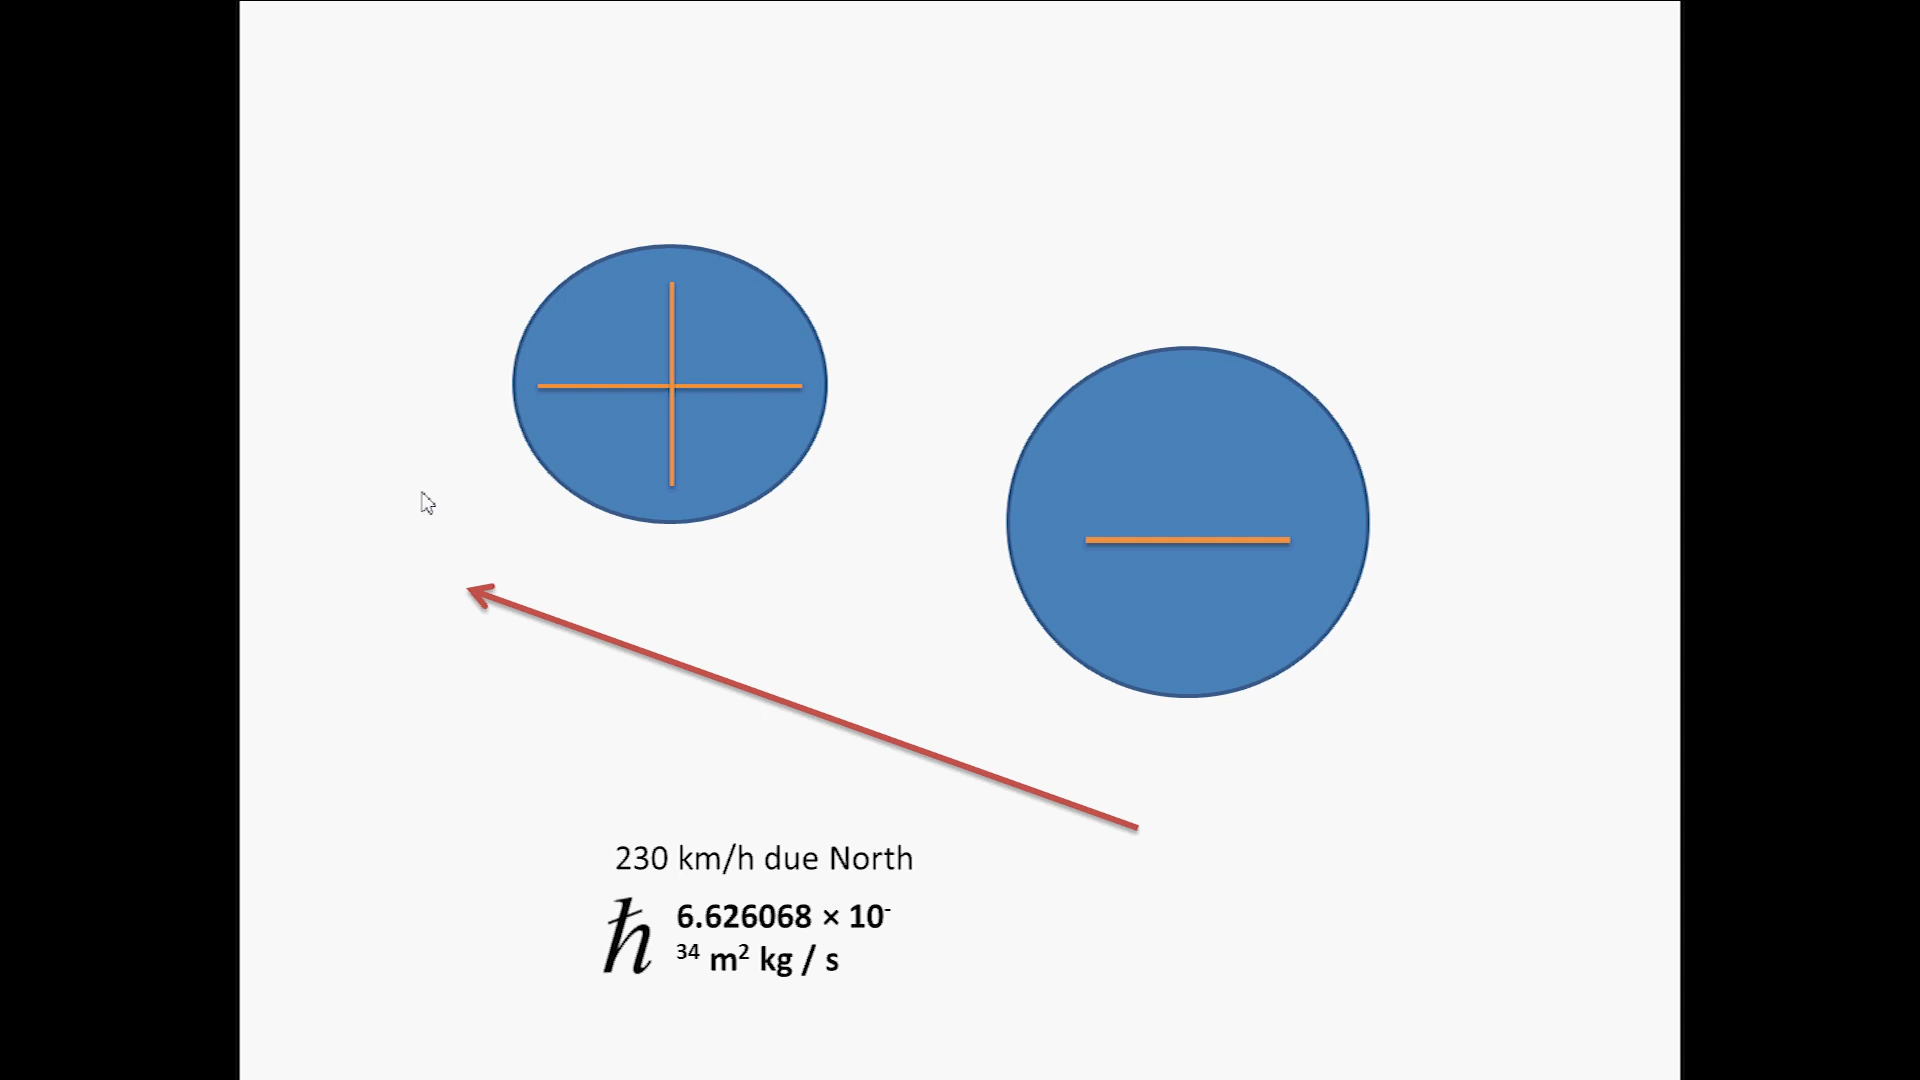 230 km/h due North
ℏ 6.626068 × 10⁻
³⁴ m² kg / s